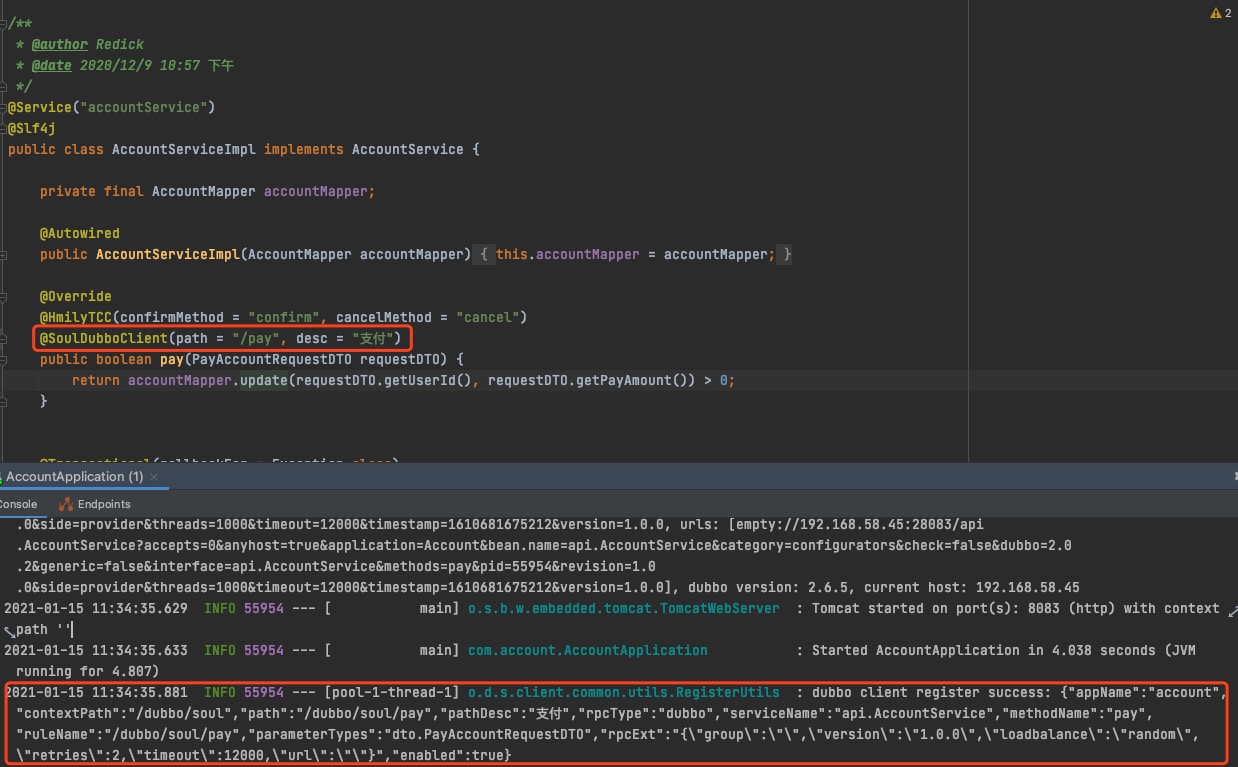 2
/**
* @author Redick
* @date 2020/12/9 10:57 下午
*/
@Service("accountService")
@Slf4j
public class AccountServiceImpl implements AccountService {
private final AccountMapper accountMapper;
@Autowired
public AccountServiceImpl(AccountMapper accountMapper) { this.accountMapper = accountMapper; }
@Override
@HmilyTCC(confirmMethod = "confirm", cancelMethod = "cancel")
@SoulDubboClient(path = "/pay", desc = "支付")
public boolean pay(PayAccountRequestDTO requestDTO) {
return accountMapper.update(requestDTO.getUserId(), requestDTO.getPayAmount()) > 0;
}
@Transactional(rollbackFor = Exception.class)
AccountApplication (1) ×
Console Endpoints
.0&side=provider&threads=1000&timeout=12000&timestamp=1610681675212&version=1.0.0, urls: [empty://192.168.58.45:28083/api
.AccountService?accepts=0&anyhost=true&application=Account&bean.name=api.AccountService&category=configurators&check=false&dubbo=2.0
.2&generic=false&interface=api.AccountService&methods=pay&pid=55954&revision=1.0
.0&side=provider&threads=1000&timeout=12000&timestamp=1610681675212&version=1.0.0], dubbo version: 2.6.5, current host: 192.168.58.45
2021-01-15 11:34:35.629 INFO 55954 --- [ main] o.s.b.w.embedded.tomcat.TomcatWebServer : Tomcat started on port(s): 8083 (http) with context
path ''
2021-01-15 11:34:35.633 INFO 55954 --- [ main] com.account.AccountApplication : Started AccountApplication in 4.038 seconds (JVM
running for 4.807)
2021-01-15 11:34:35.881 INFO 55954 --- [pool-1-thread-1] o.d.s.client.common.utils.RegisterUtils : dubbo client register success: {"appName":"account",
"contextPath":"/dubbo/soul","path":"/dubbo/soul/pay","pathDesc":"支付","rpcType":"dubbo","serviceName":"api.AccountService","methodName":"pay",
"ruleName":"/dubbo/soul/pay","parameterTypes":"dto.PayAccountRequestDTO","rpcExt":"{\"group\":\"\",\"version\":\"1.0.0\",\"loadbalance\":\"random\",
\"retries\":2,\"timeout\":12000,\"url\":\"\"}","enabled":true}